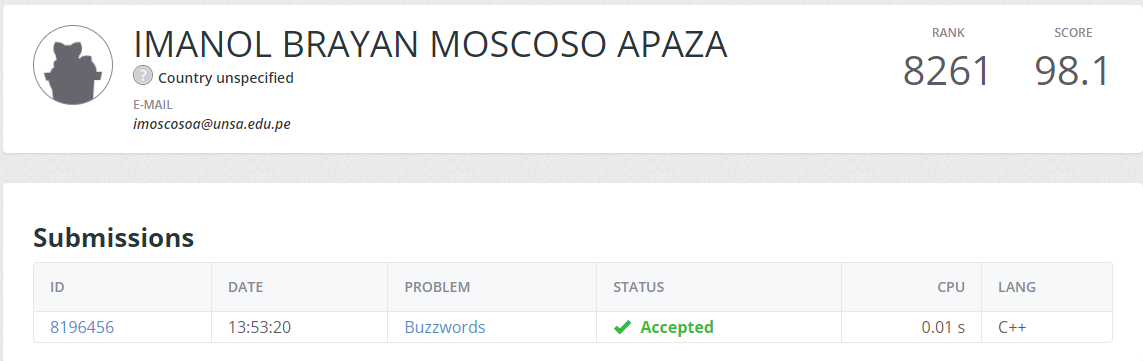 IMANOL BRAYAN MOSCOSO APAZA
? Country unspecified
E-MAIL
imoscosoa@unsa.edu.pe
RANK
8261
SCORE
98.1
Submissions
ID DATE PROBLEM STATUS CPU LANG
8196456 13:53:20 Buzzwords Accepted 0.01 s C++